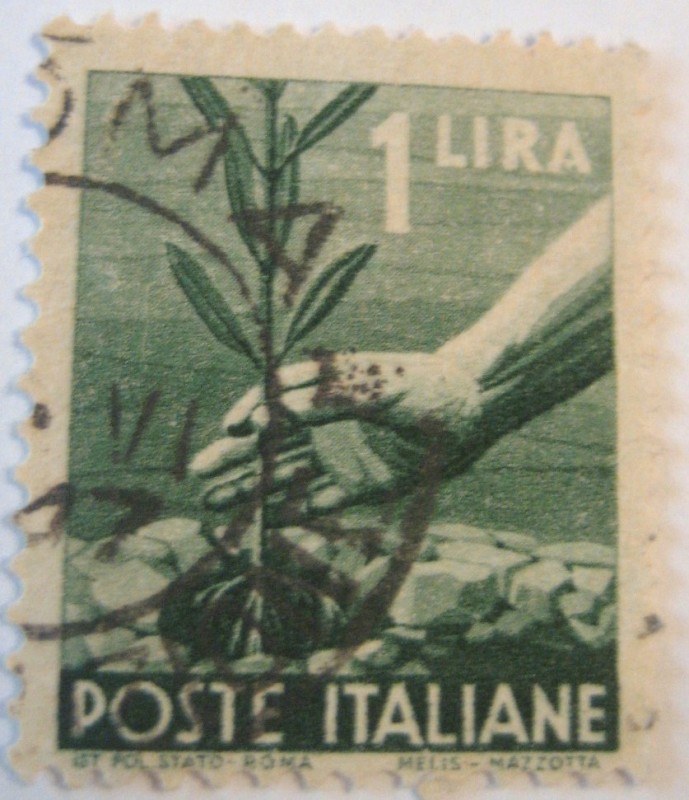 1 LIRA
POSTE ITALIANE
IST. POL. STATO - ROMA MELIS - MAZZOTTA